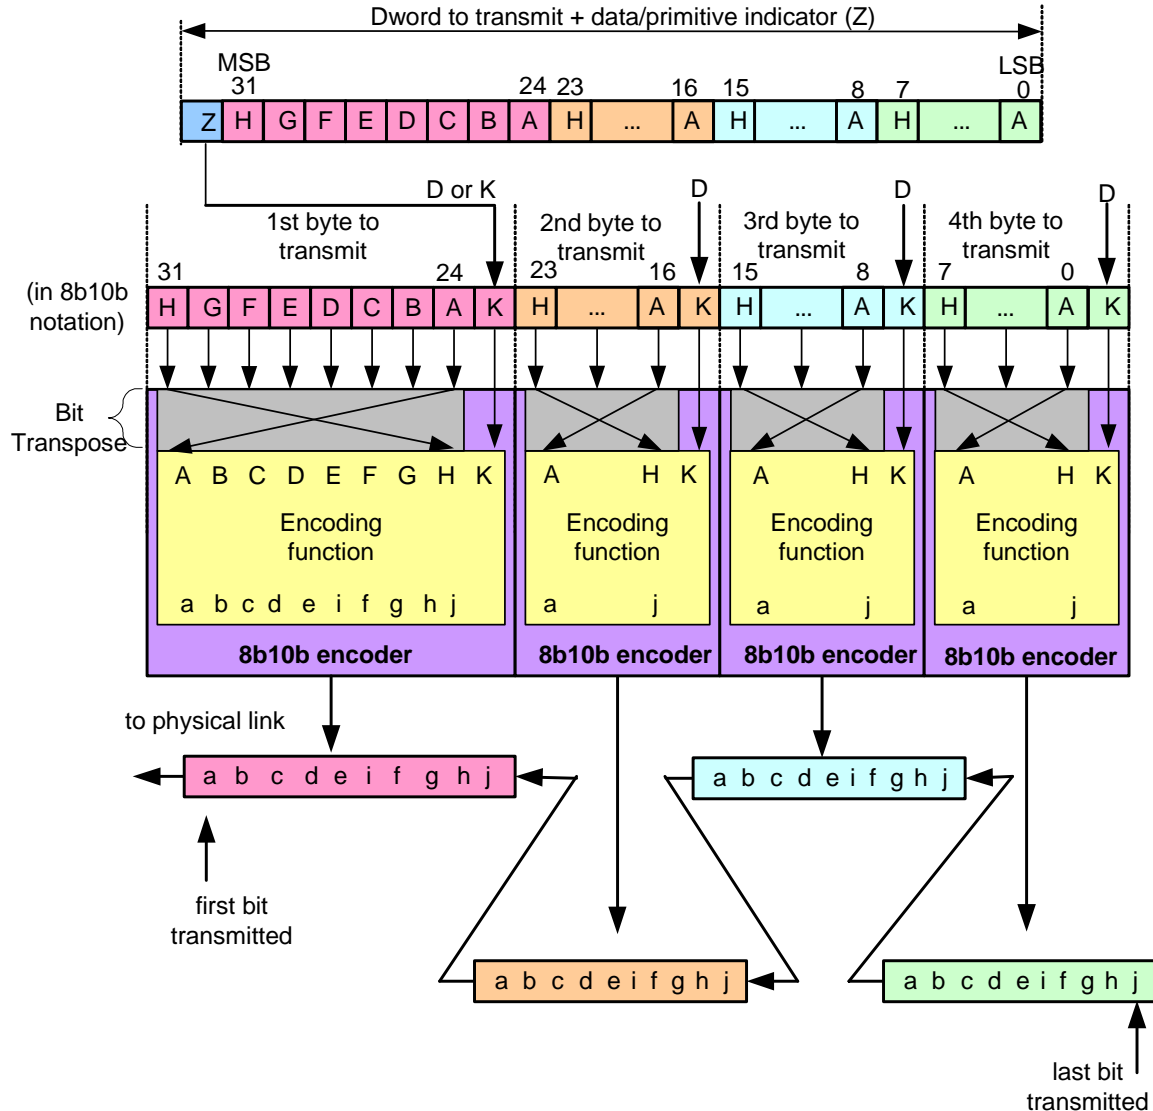 Dword to transmit + data/primitive indicator (Z)
MSB LSB
31 24 23 16 15 8 7 0
Z H G F E D C B A H ... A H ... A H ... A
D or K D D D
1st byte to transmit
2nd byte to transmit
3rd byte to transmit
4th byte to transmit
31 24 23 16 15 8 7 0
(in 8b10b notation)
H G F E D C B A K H ... A K H ... A K H ... A K
Bit Transpose
A B C D E F G H K A H K A H K A H K
Encoding function
Encoding function
Encoding function
Encoding function
a b c d e i f g h j a j a j a j
8b10b encoder 8b10b encoder 8b10b encoder 8b10b encoder
to physical link
a b c d e i f g h j
a b c d e i f g h j
first bit transmitted
a b c d e i f g h j
a b c d e i f g h j
last bit transmitted